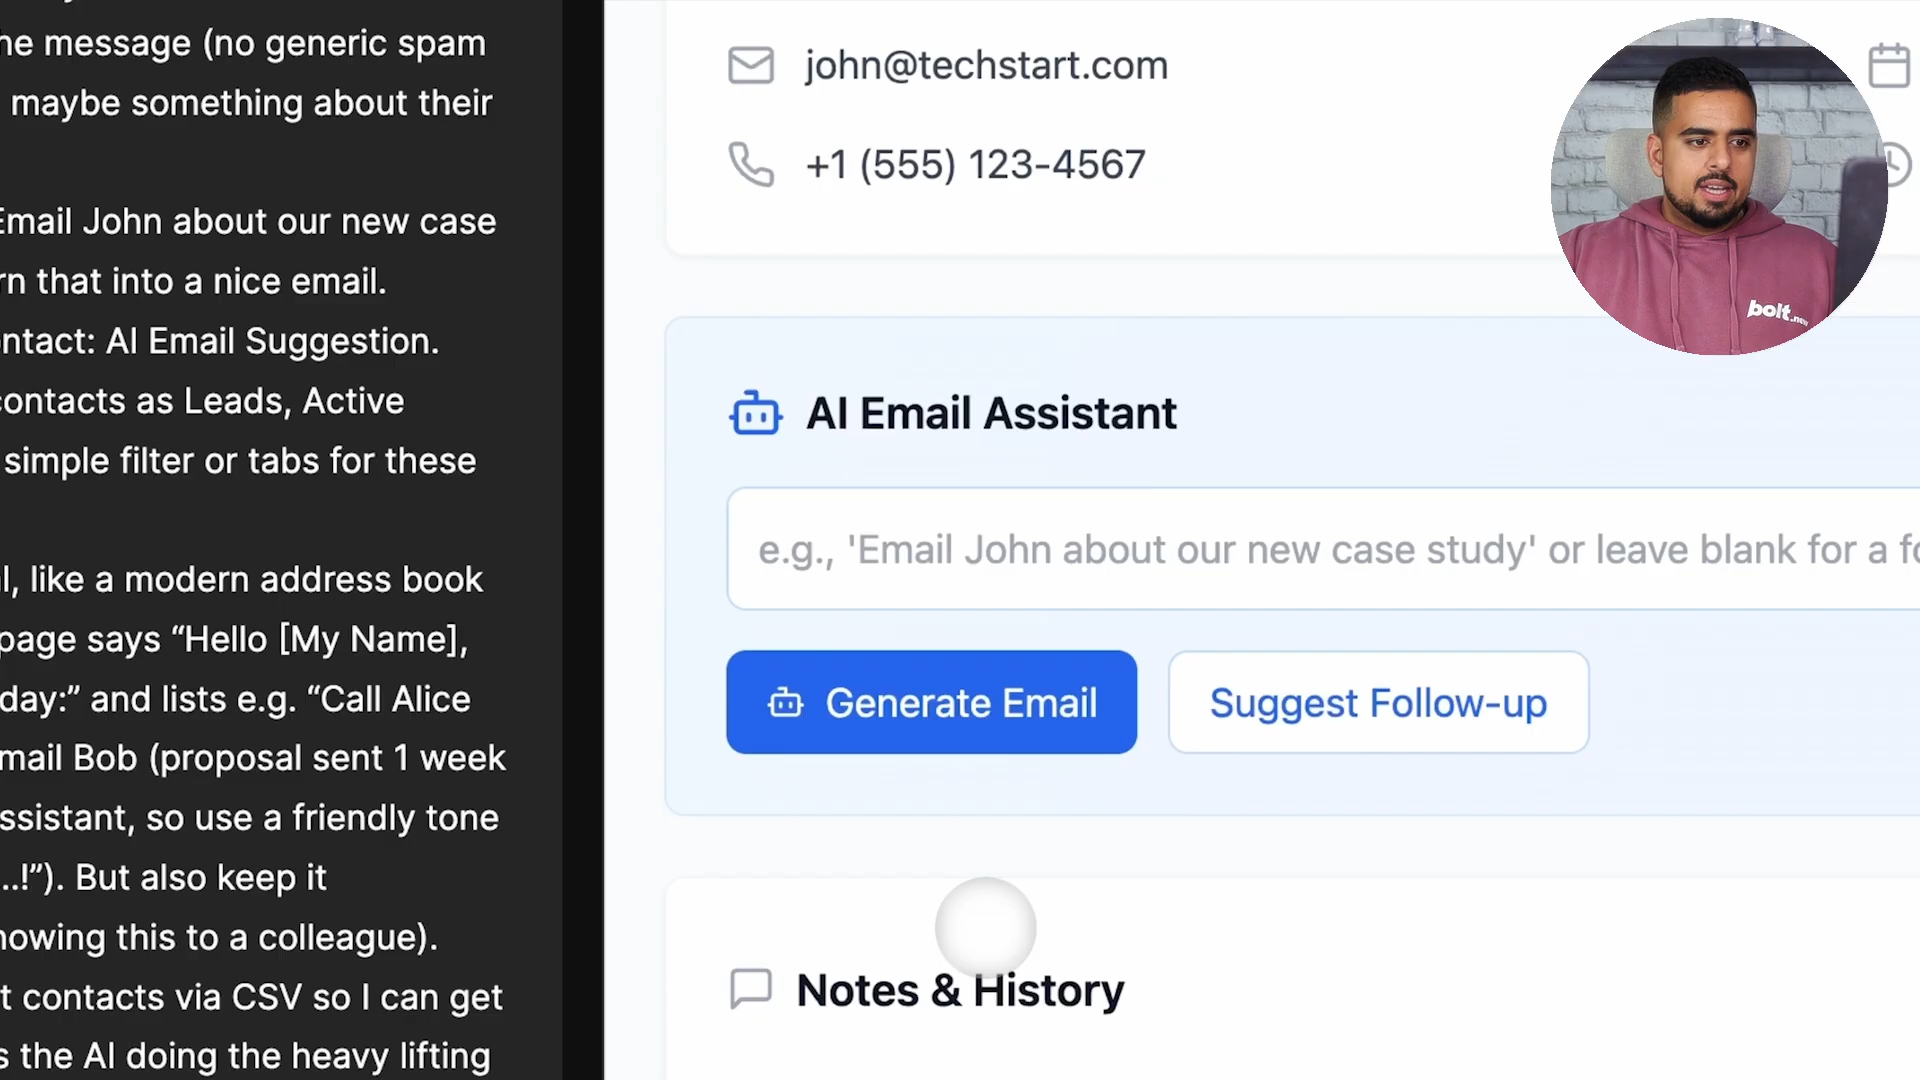 he message (no generic spam
maybe something about their
Email John about our new case
rn that into a nice email.
ontact: AI Email Suggestion.
contacts as Leads, Active
simple filter or tabs for these
l, like a modern address book
page says “Hello [My Name],
day:” and lists e.g. “Call Alice
mail Bob (proposal sent 1 week
ssistant, so use a friendly tone
...!”). But also keep it
howing this to a colleague).
t contacts via CSV so I can get
s the AI doing the heavy lifting
john@techstart.com
+1 (555) 123-4567
bolt.new
AI Email Assistant
e.g., 'Email John about our new case study' or leave blank for a fo
Generate Email
Suggest Follow-up
Notes & History